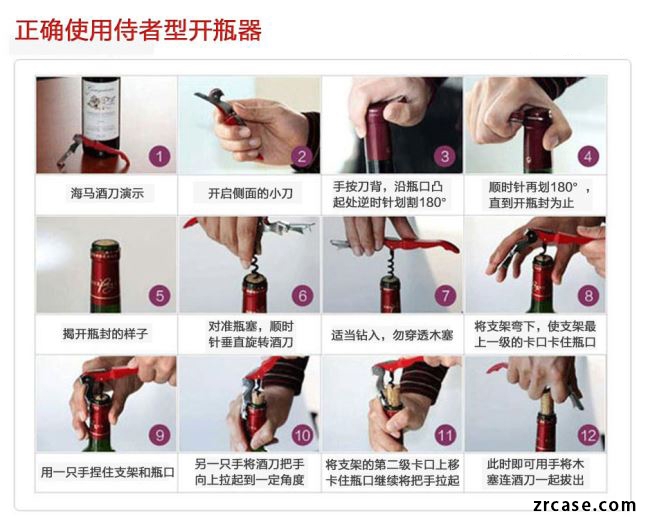 正确使用侍者型开瓶器
1
2
3
4
海马酒刀演示
开启侧面的小刀
手按刀背，沿瓶口凸
起处逆时针划割180°
顺时针再划180°，
直到开瓶封为止
5
6
7
8
揭开瓶封的样子
对准瓶塞，顺时
针垂直旋转酒刀
适当钻入，勿穿透木塞
将支架弯下，使支架最
上一级的卡口卡住瓶口
9
10
11
12
用一只手捏住支架和瓶口
另一只手将酒刀把手
向上拉起到一定角度
将支架的第二级卡口上移
卡住瓶口继续将把手拉起
此时即可用手将木
塞连酒刀一起拔出
zrcase.com